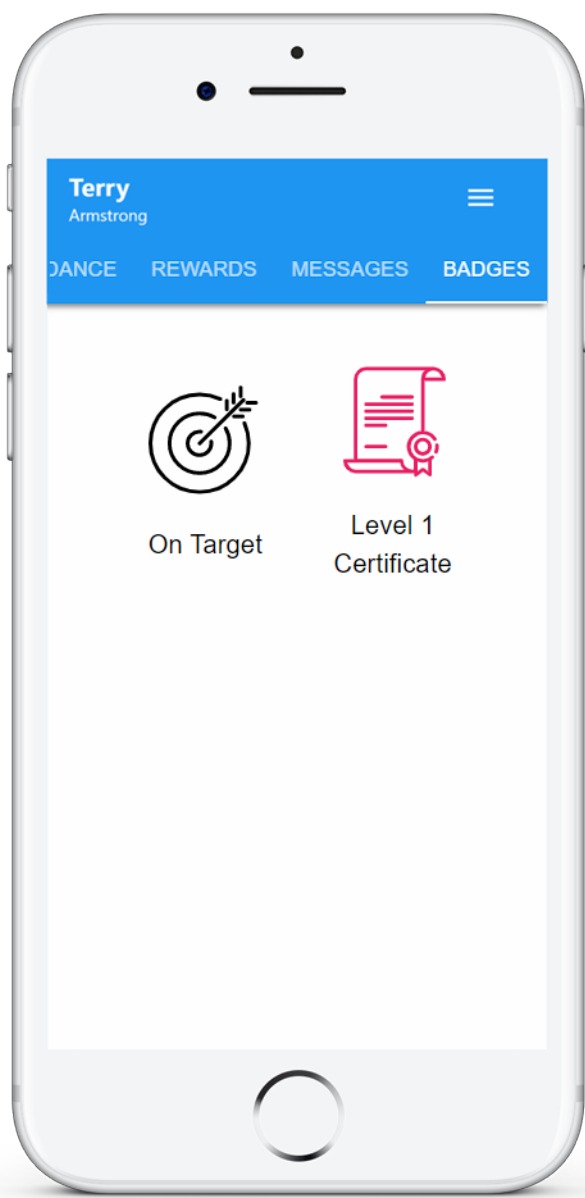 Terry
Armstrong
DANCE REWARDS MESSAGES BADGES
On Target
Level 1
Certificate